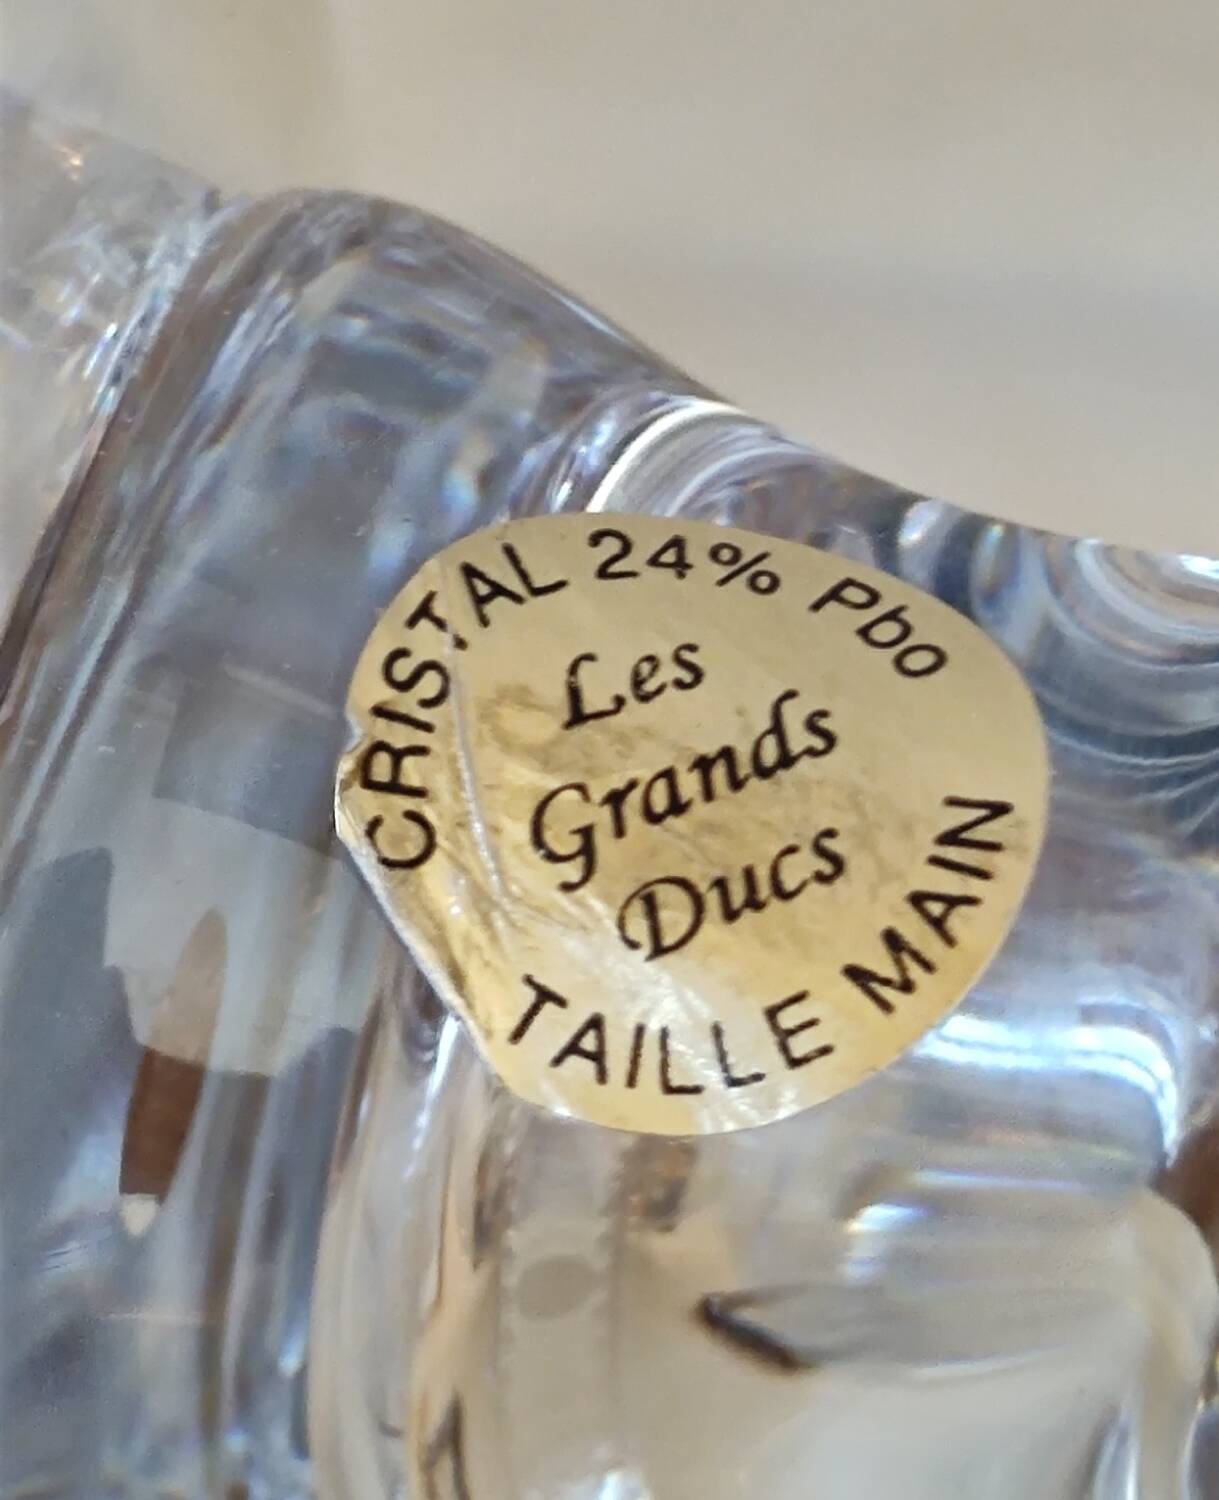 CRISTAL 24% Pbo
Les
Grands
Ducs
TAILLE MAIN